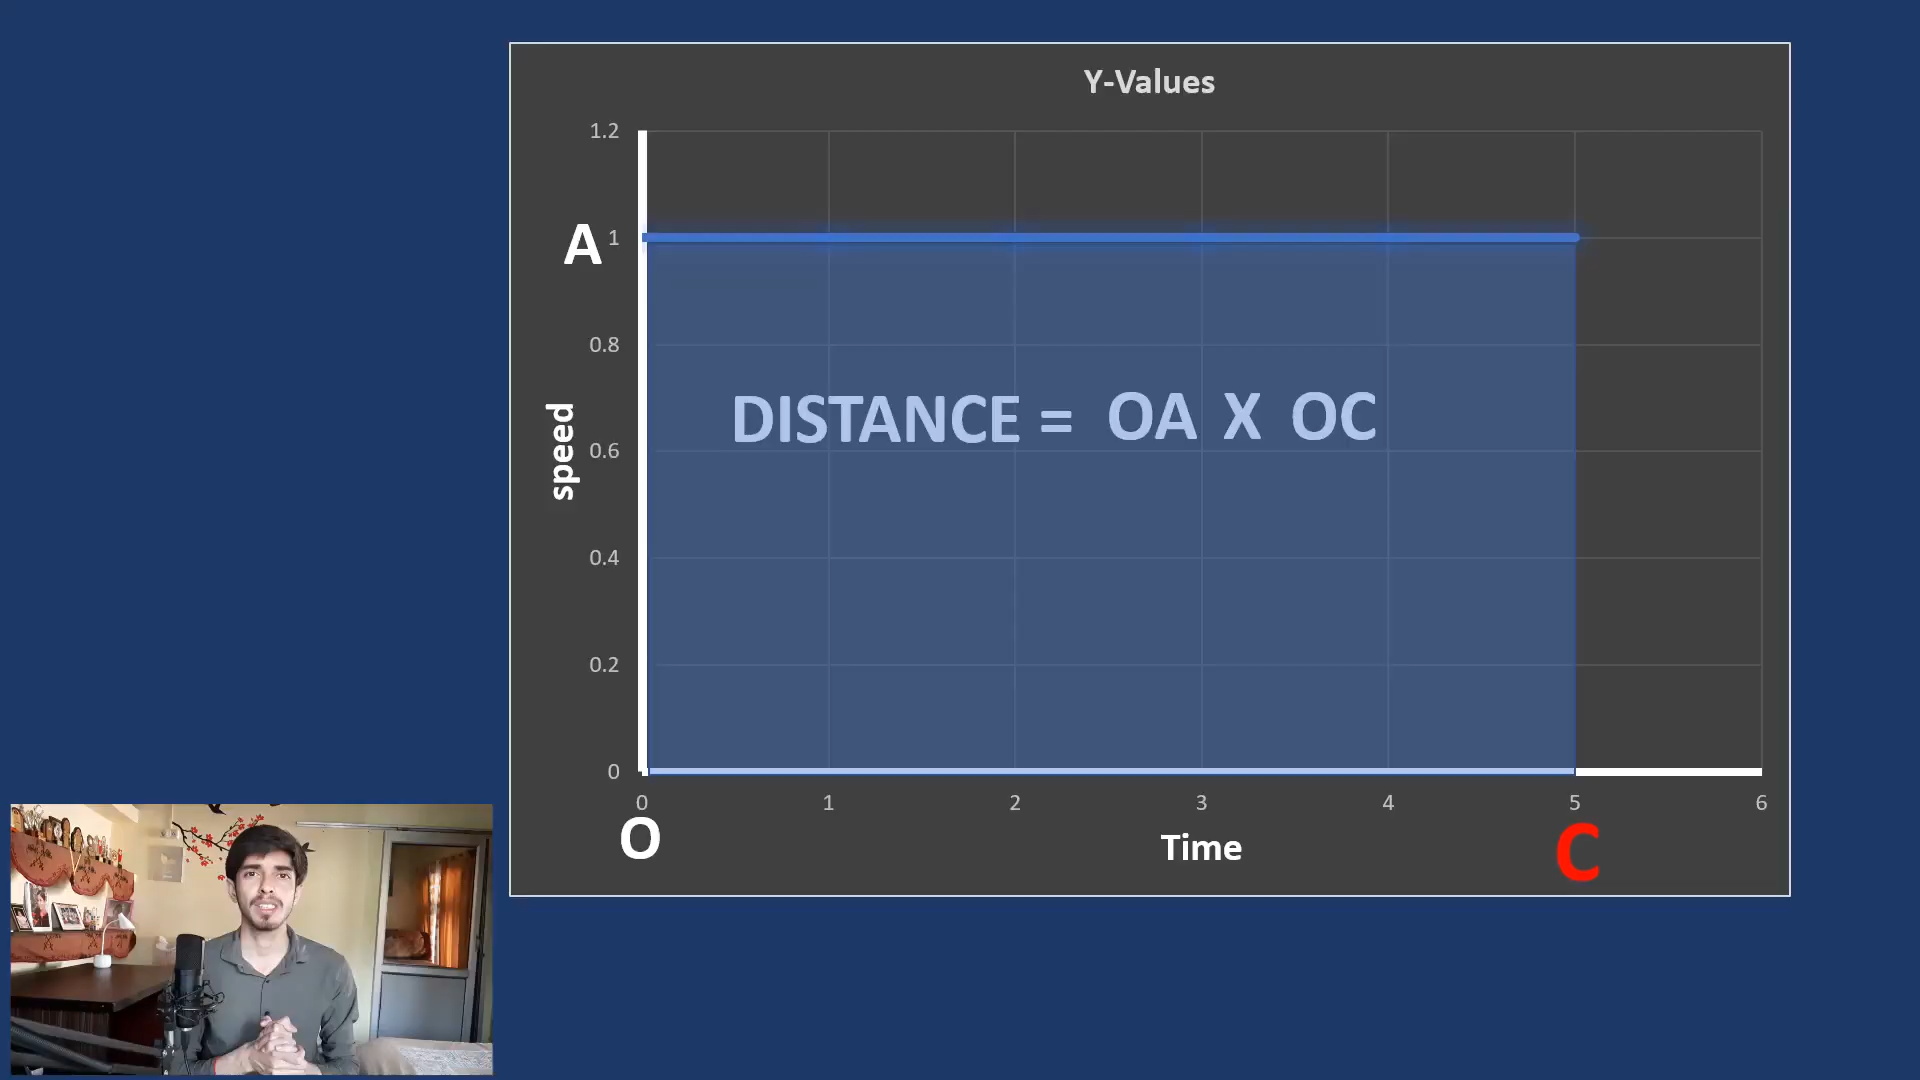 Y-Values
1.2
A 1
0.8
speed
DISTANCE = OA X OC
0.6
0.4
0.2
0
0 1 2 3 4 5 6
O Time C